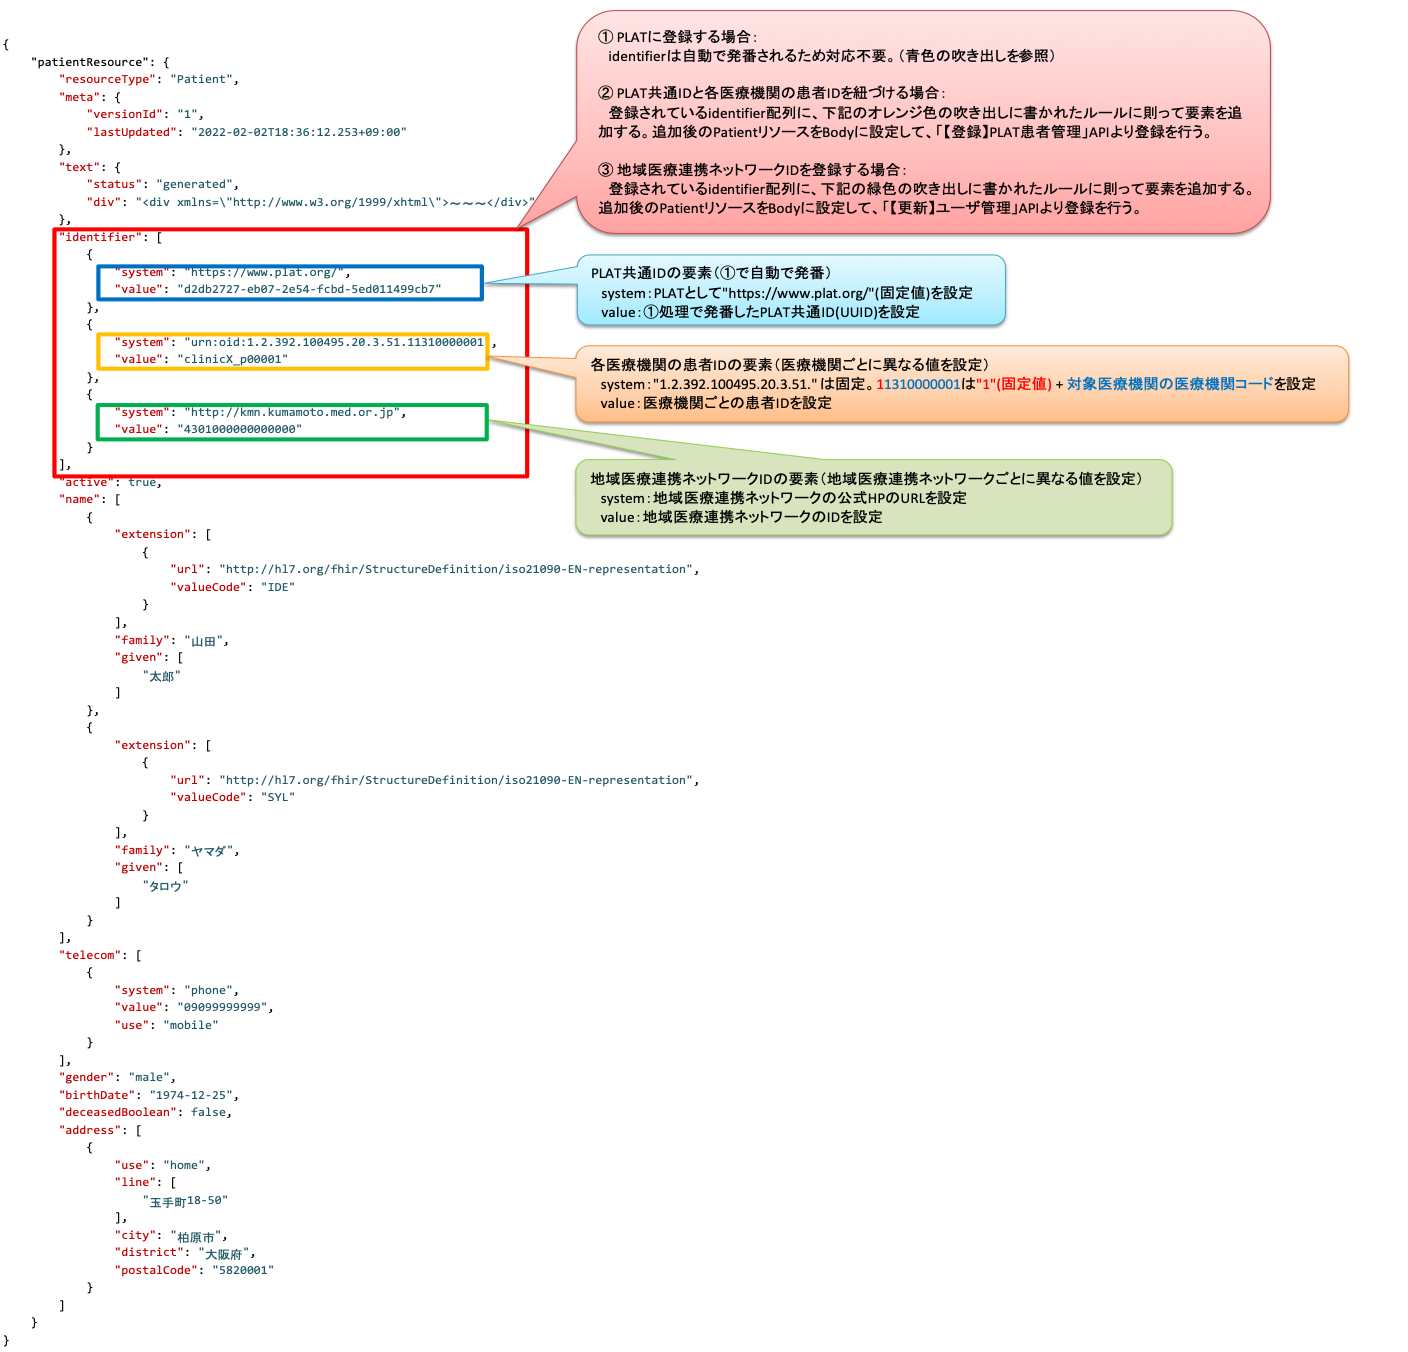 {
    "patientResource": {
        "resourceType": "Patient",
        "meta": {
            "versionId": "1",
            "lastUpdated": "2022-02-02T18:36:12.253+09:00"
        },
        "text": {
            "status": "generated",
            "div": "<div xmlns=\"http://www.w3.org/1999/xhtml\">~~~</div>"
        },
        "identifier": [
            {
                "system": "https://www.plat.org/",
                "value": "d2db2727-eb07-2e54-fcbd-5ed011499cb7"
            },
            {
                "system": "urn:oid:1.2.392.100495.20.3.51.11310000001",
                "value": "clinicX_p00001"
            },
            {
                "system": "http://kmn.kumamoto.med.or.jp",
                "value": "4301000000000000"
            }
        ],
        "active": true,
        "name": [
            {
                "extension": [
                    {
                        "url": "http://hl7.org/fhir/StructureDefinition/iso21090-EN-representation",
                        "valueCode": "IDE"
                    }
                ],
                "family": "山田",
                "given": [
                    "太郎"
                ]
            },
            {
                "extension": [
                    {
                        "url": "http://hl7.org/fhir/StructureDefinition/iso21090-EN-representation",
                        "valueCode": "SYL"
                    }
                ],
                "family": "ヤマダ",
                "given": [
                    "タロウ"
                ]
            }
        ],
        "telecom": [
            {
                "system": "phone",
                "value": "09099999999",
                "use": "mobile"
            }
        ],
        "gender": "male",
        "birthDate": "1974-12-25",
        "deceasedBoolean": false,
        "address": [
            {
                "use": "home",
                "line": [
                    "玉手町18-50"
                ],
                "city": "柏原市",
                "district": "大阪府",
                "postalCode": "5820001"
            }
        ]
    }
}
① PLATに登録する場合：
identifierは自動で発番されるため対応不要。（青色の吹き出しを参照）
② PLAT共通IDと各医療機関の患者IDを紐づける場合：
登録されているidentifier配列に、下記のオレンジ色の吹き出しに書かれたルールに則って要素を追
加する。追加後のPatientリソースをBodyに設定して、「【登録】PLAT患者管理」APIより登録を行う。
③ 地域医療連携ネットワークIDを登録する場合：
登録されているidentifier配列に、下記の緑色の吹き出しに書かれたルールに則って要素を追加する。
追加後のPatientリソースをBodyに設定して、「【更新】ユーザ管理」APIより登録を行う。
PLAT共通IDの要素（①で自動で発番）
system：PLATとして"https://www.plat.org/"(固定値)を設定
value：①処理で発番したPLAT共通ID(UUID)を設定
各医療機関の患者IDの要素（医療機関ごとに異なる値を設定）
system："1.2.392.100495.20.3.51." は固定。11310000001は"1"(固定値) + 対象医療機関の医療機関コードを設定
value：医療機関ごとの患者IDを設定
地域医療連携ネットワークIDの要素（地域医療連携ネットワークごとに異なる値を設定）
system：地域医療連携ネットワークの公式HPのURLを設定
value：地域医療連携ネットワークのIDを設定